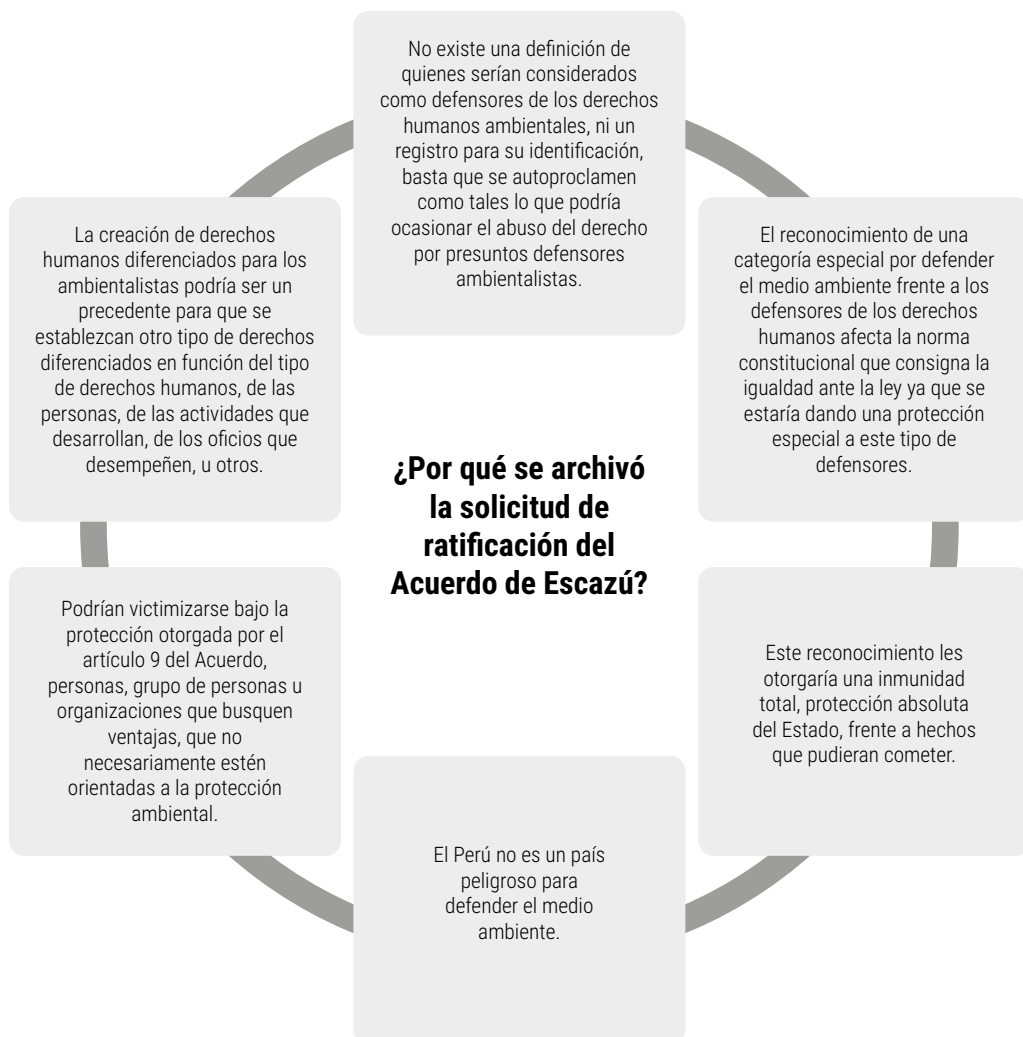 No existe una definición de
quienes serían considerados
como defensores de los derechos
humanos ambientales, ni un
registro para su identificación,
basta que se autoproclamen
como tales lo que podría
ocasionar el abuso del derecho
por presuntos defensores
ambientalistas.
El reconocimiento de una
categoría especial por defender
el medio ambiente frente a los
defensores de los derechos
humanos afecta la norma
constitucional que consigna la
igualdad ante la ley ya que se
estaría dando una protección
especial a este tipo de
defensores.
Este reconocimiento les
otorgaría una inmunidad
total, protección absoluta
del Estado, frente a hechos
que pudieran cometer.
El Perú no es un país
peligroso para
defender el medio
ambiente.
Podrían victimizarse bajo la
protección otorgada por el
artículo 9 del Acuerdo,
personas, grupo de personas u
organizaciones que busquen
ventajas, que no
necesariamente estén
orientadas a la protección
ambiental.
La creación de derechos
humanos diferenciados para los
ambientalistas podría ser un
precedente para que se
establezcan otro tipo de derechos
diferenciados en función del tipo
de derechos humanos, de las
personas, de las actividades que
desarrollan, de los oficios que
desempeñen, u otros.
¿Por qué se archivó
la solicitud de
ratificación del
Acuerdo de Escazú?